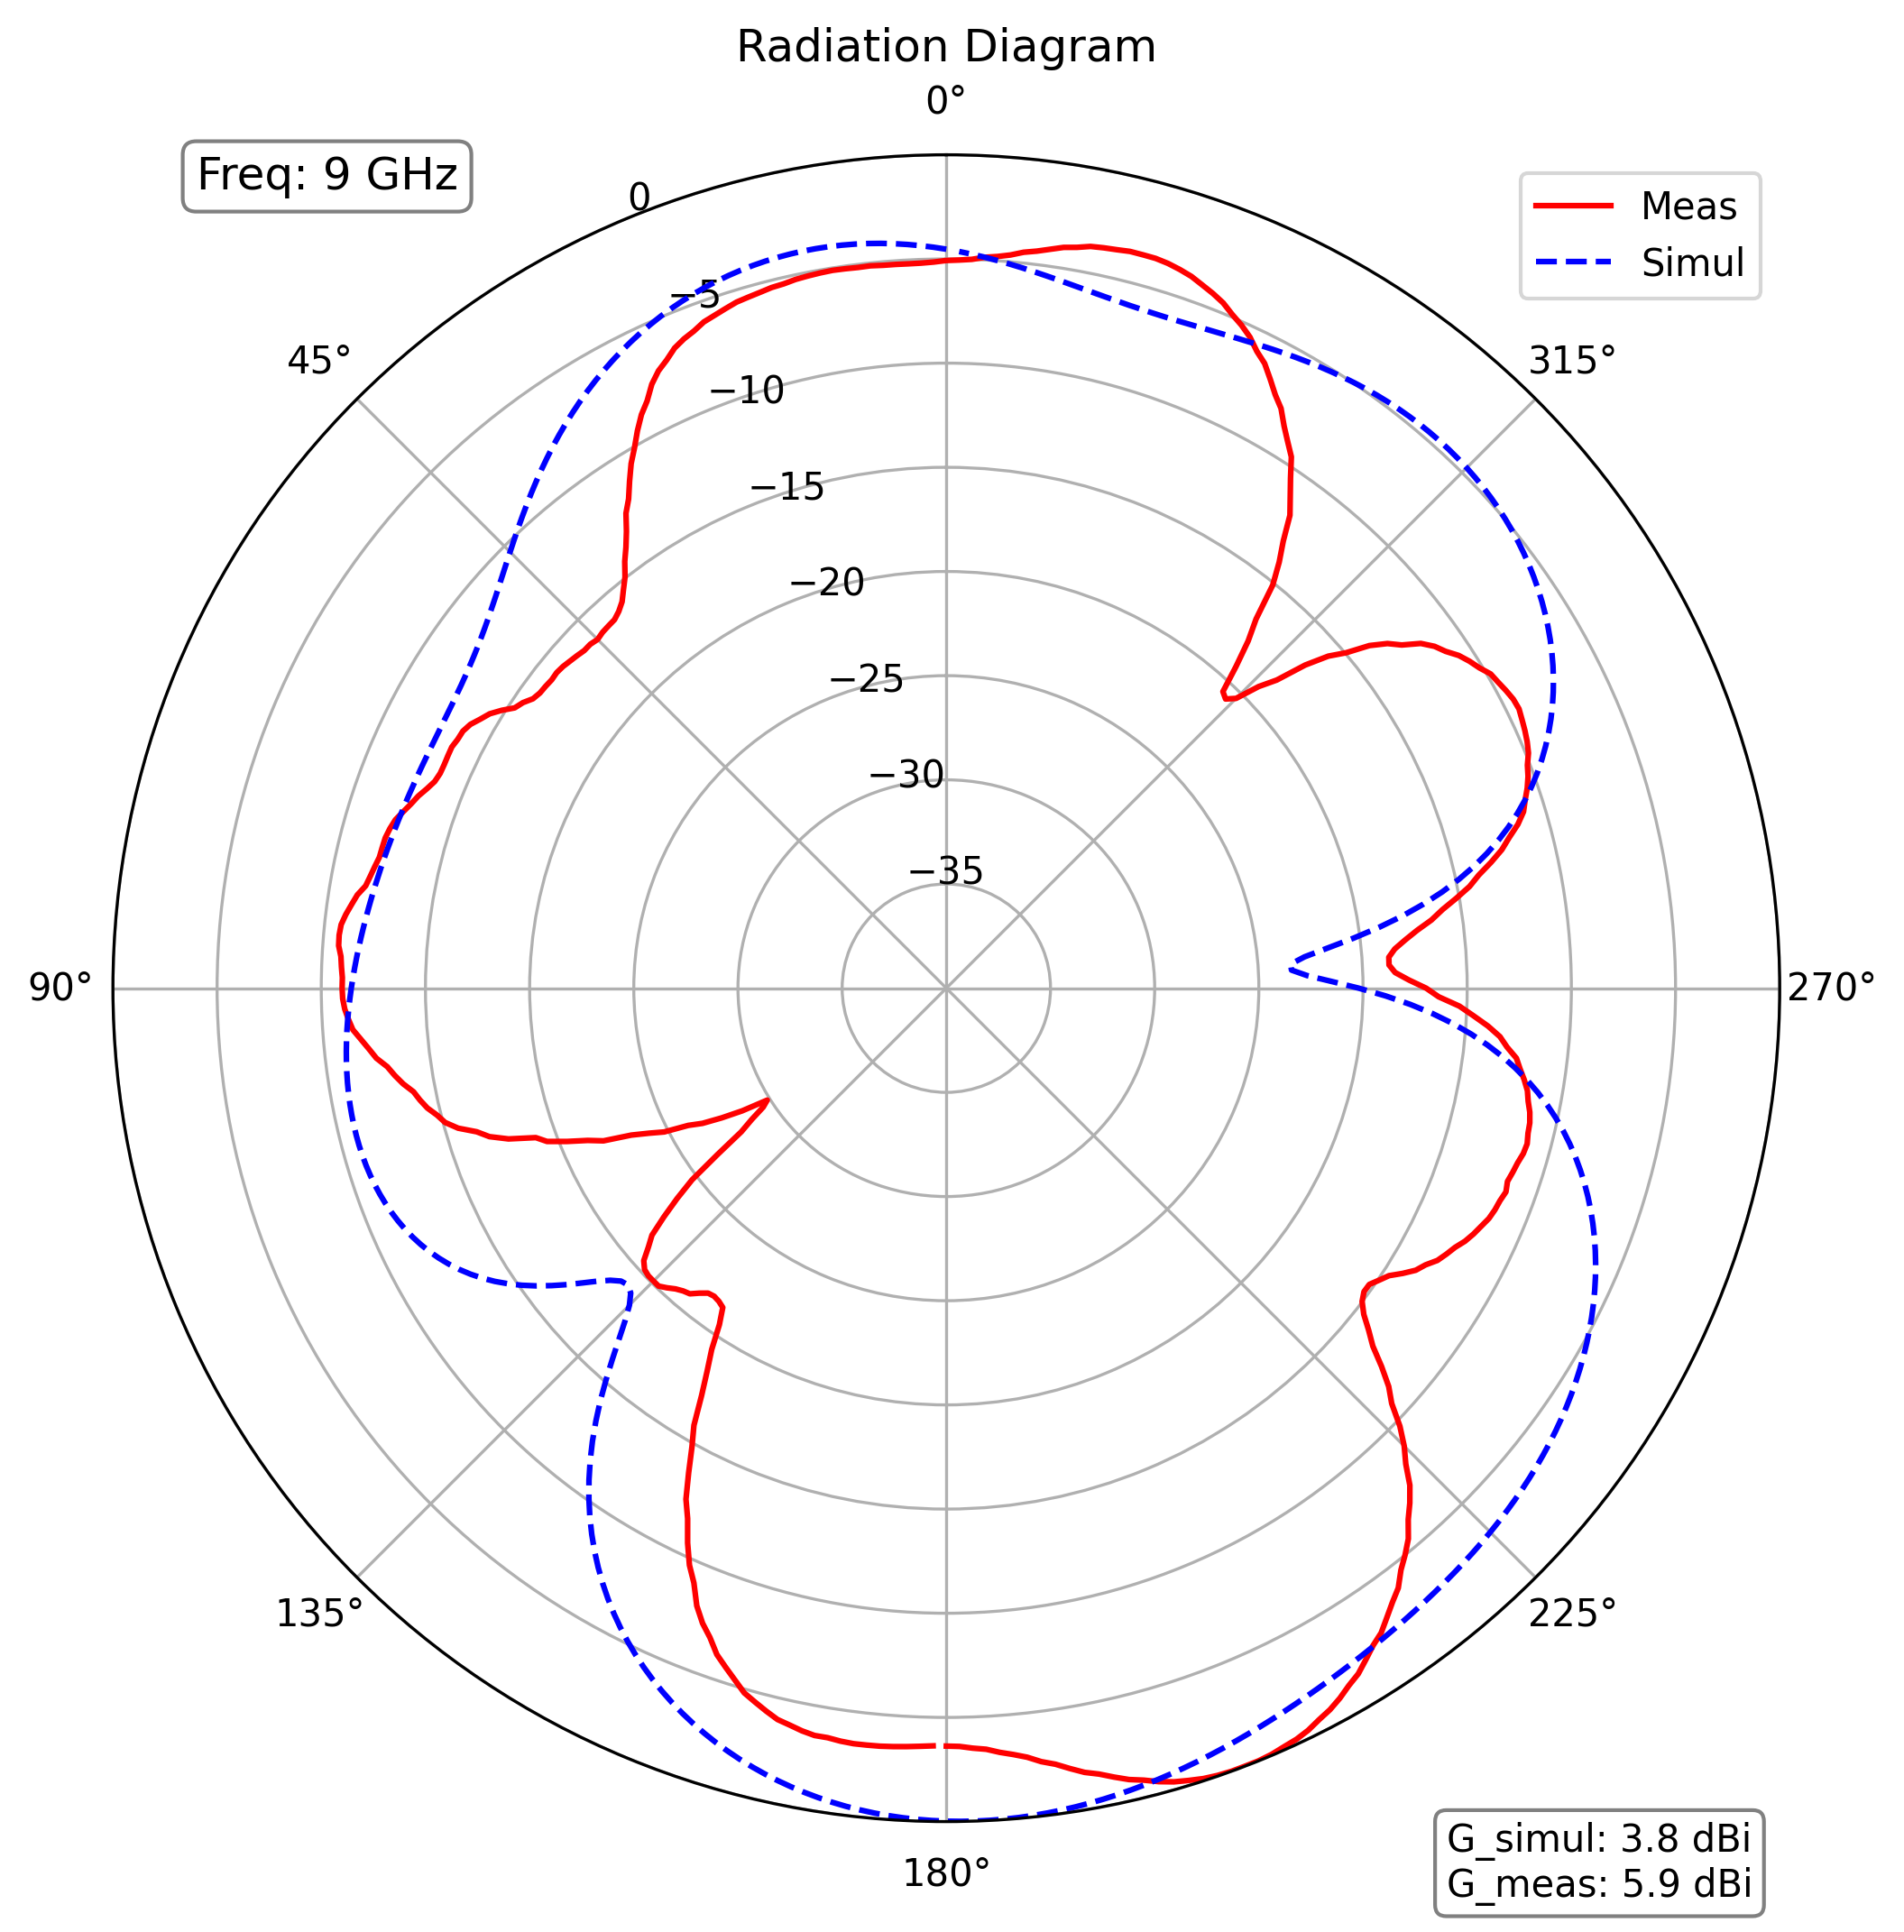 Radiation Diagram
0°
Freq: 9 GHz
Meas
Simul
0
−5
−10
−15
−20
−25
−30
−35
45°
315°
90°
270°
135°
225°
180°
G_simul: 3.8 dBi
G_meas: 5.9 dBi